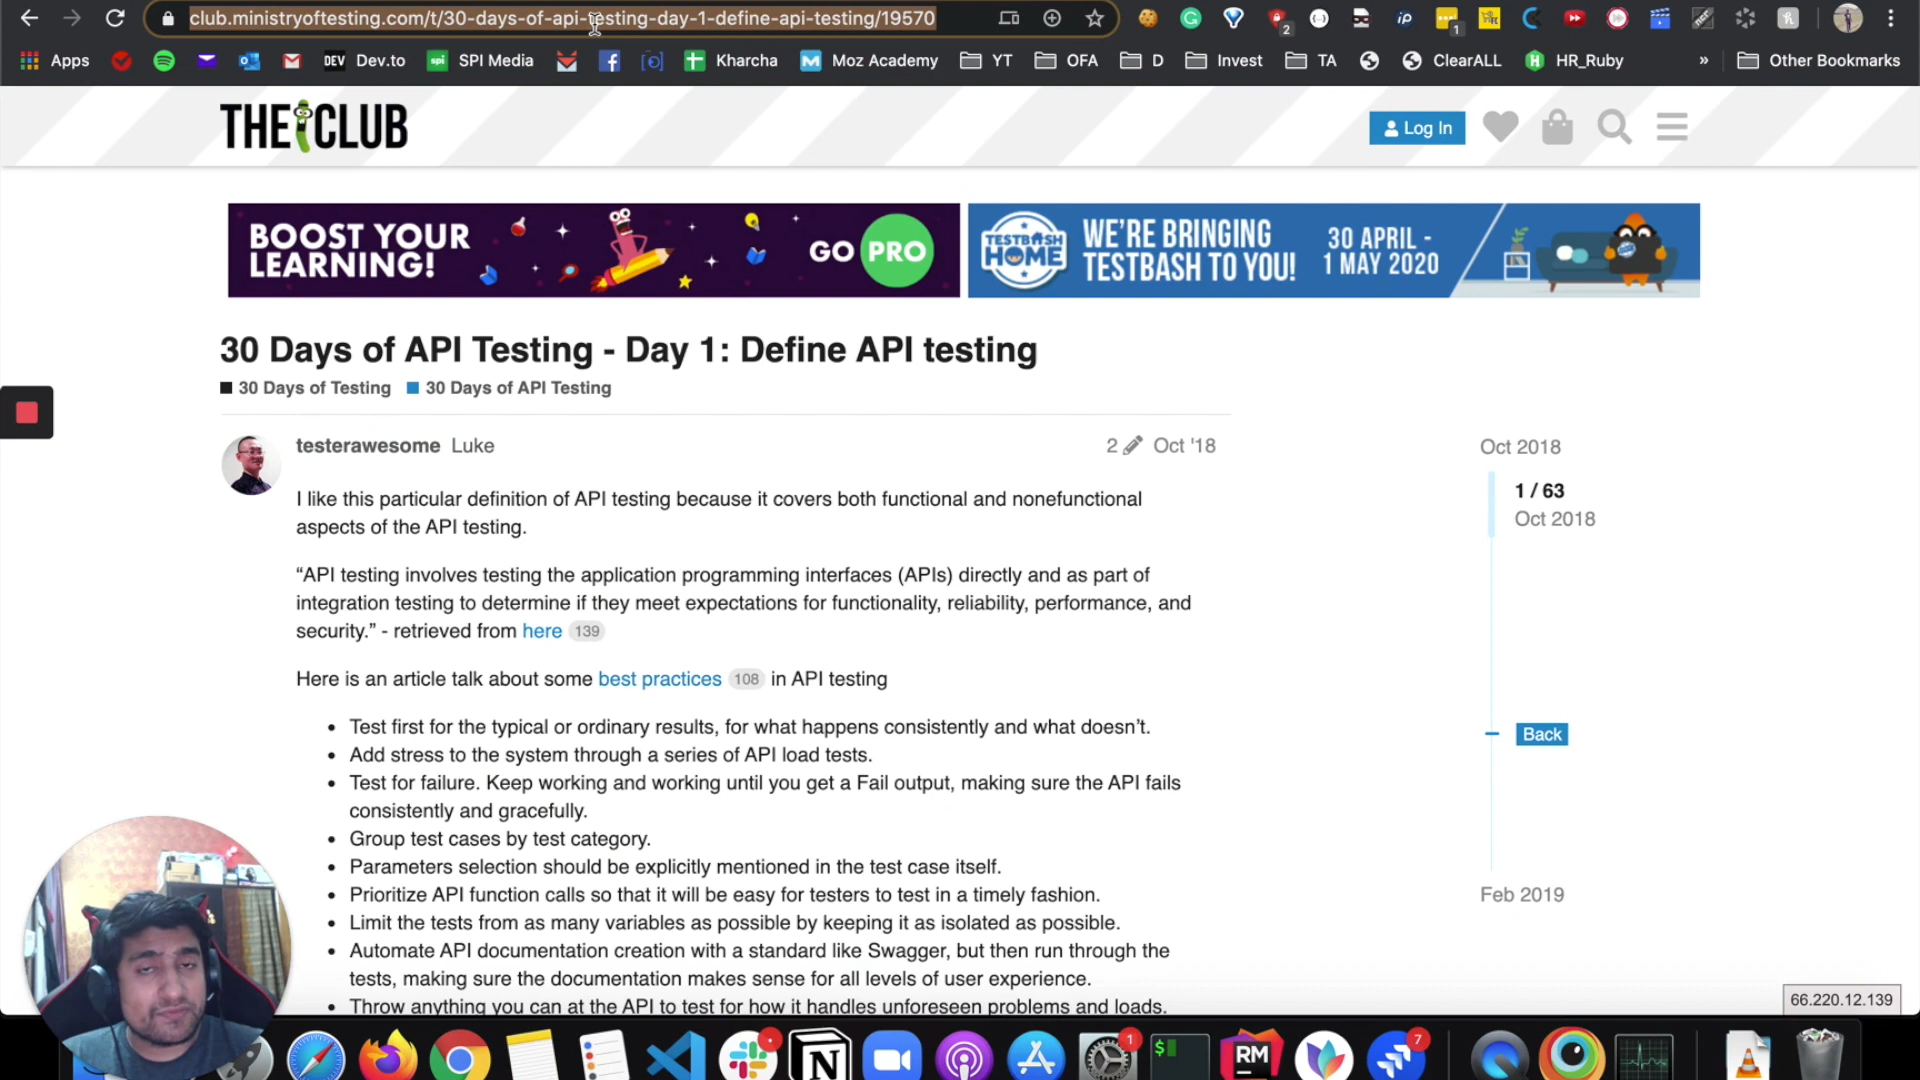 club.ministryoftesting.com/t/30-days-of-api-testing-day-1-define-api-testing/19570
2
1
Apps
DEV Dev.to
spi SPI Media
Kharcha
M Moz Academy
YT
OFA
D
Invest
TA
ClearALL
HR_Ruby
»
Other Bookmarks
THE CLUB
Log In
BOOST YOUR
LEARNING!
GO PRO
TESTBASH
HOME
WE'RE BRINGING
TESTBASH TO YOU!
30 APRIL -
1 MAY 2020
30 Days of API Testing - Day 1: Define API testing
30 Days of Testing 30 Days of API Testing
testerawesome Luke
2 Oct '18
Oct 2018
1 / 63
Oct 2018
I like this particular definition of API testing because it covers both functional and nonefunctional
aspects of the API testing.
“API testing involves testing the application programming interfaces (APIs) directly and as part of
integration testing to determine if they meet expectations for functionality, reliability, performance, and
security.” - retrieved from here 139
Here is an article talk about some best practices 108 in API testing
• Test first for the typical or ordinary results, for what happens consistently and what doesn’t.
• Add stress to the system through a series of API load tests.
Back
• Test for failure. Keep working and working until you get a Fail output, making sure the API fails
consistently and gracefully.
• Group test cases by test category.
• Parameters selection should be explicitly mentioned in the test case itself.
• Prioritize API function calls so that it will be easy for testers to test in a timely fashion.
Feb 2019
• Limit the tests from as many variables as possible by keeping it as isolated as possible.
• Automate API documentation creation with a standard like Swagger, but then run through the
tests, making sure the documentation makes sense for all levels of user experience.
• Throw anything you can at the API to test for how it handles unforeseen problems and loads.
66.220.12.139
1
$
RM
7